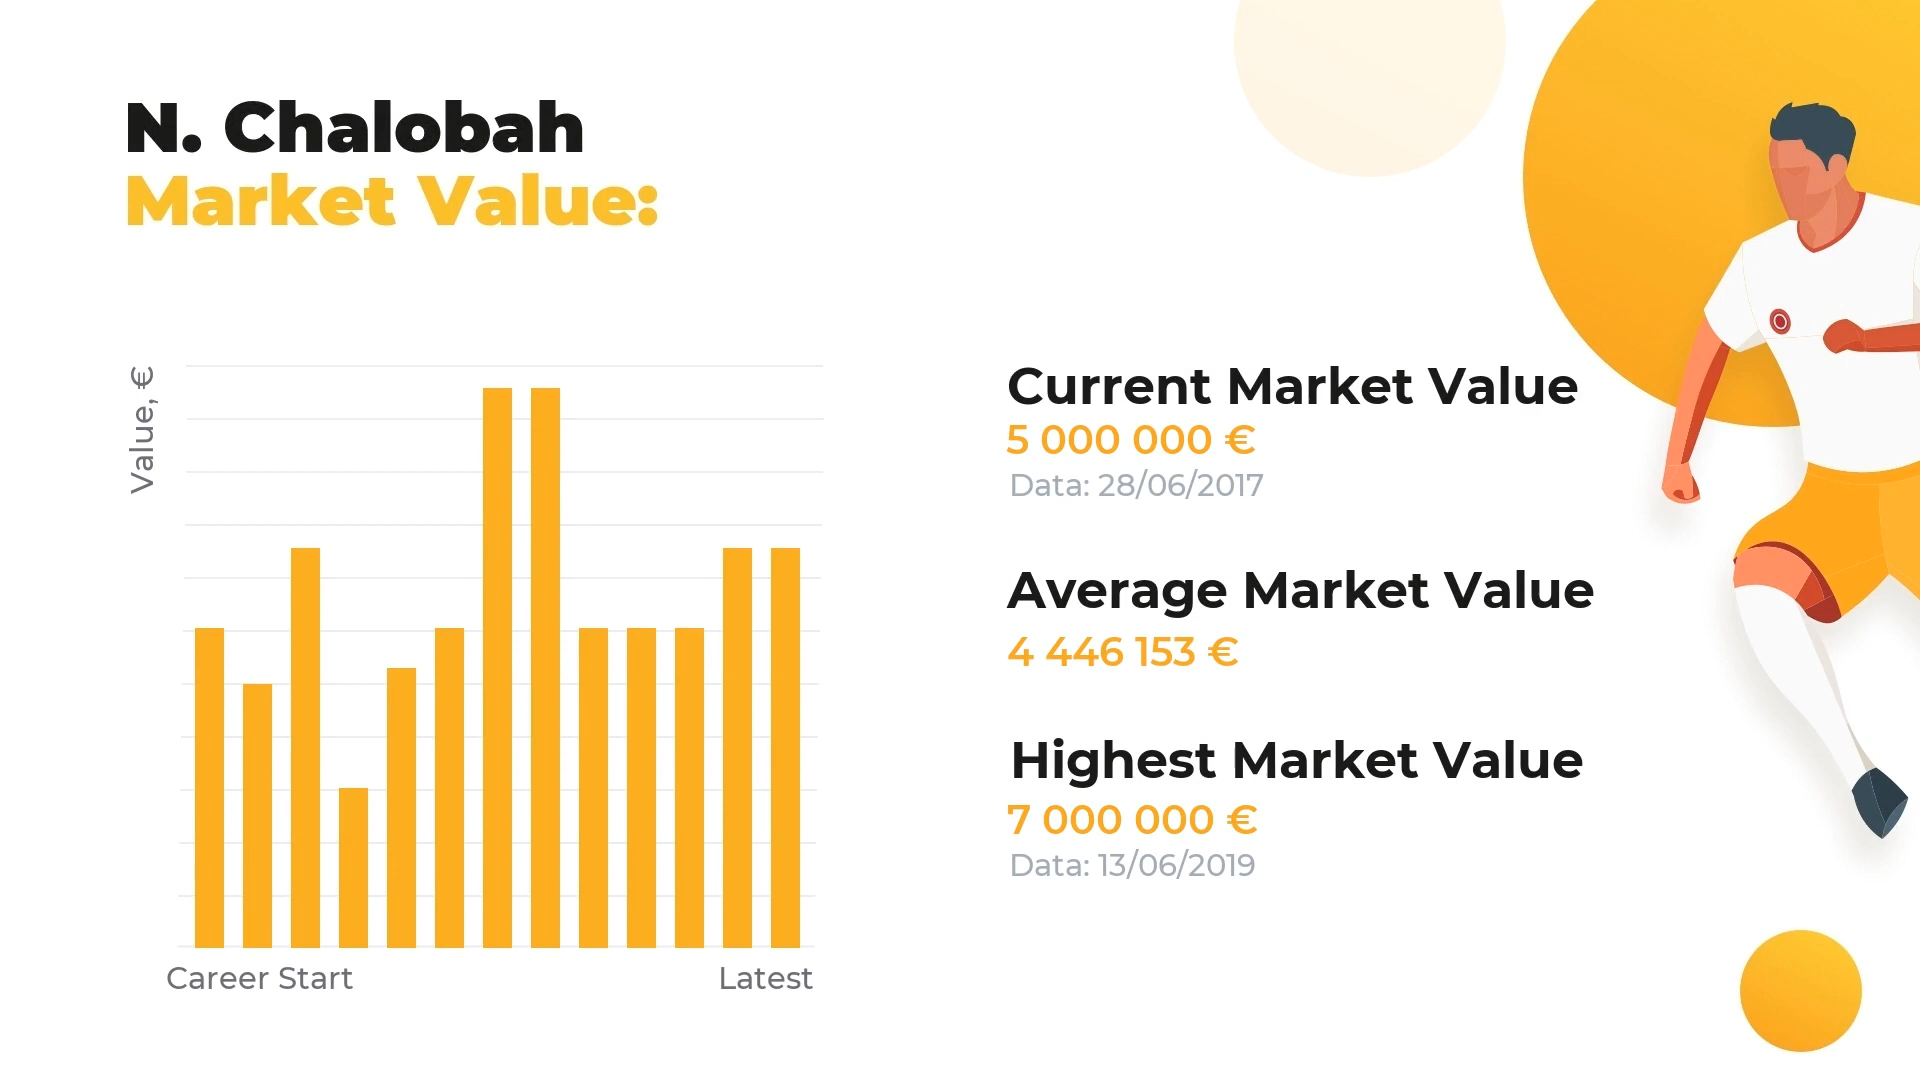 N. Chalobah
Market Value:
Value, €
Career Start
Latest
Current Market Value
5 000 000 €
Data: 28/06/2017
Average Market Value
4 446 153 €
Highest Market Value
7 000 000 €
Data: 13/06/2019